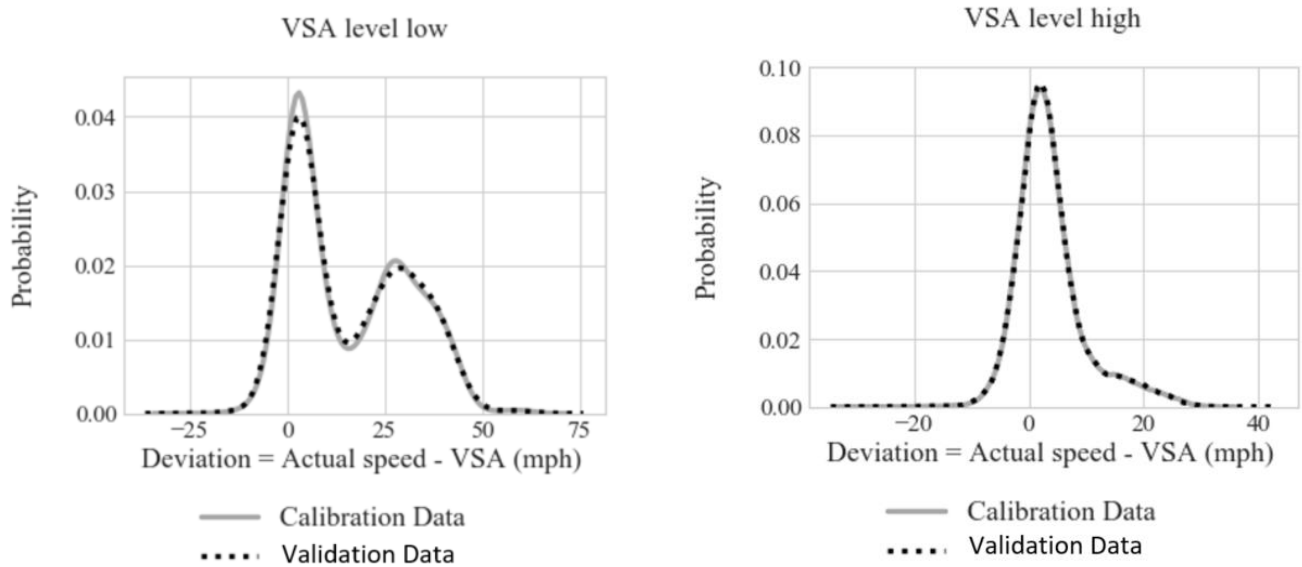 VSA level low
0.04
0.03
0.02
0.01
0.00
Probability
−25 0 25 50 75
Deviation = Actual speed - VSA (mph)
Calibration Data
Validation Data
VSA level high
0.10
0.08
0.06
0.04
0.02
0.00
Probability
−20 0 20 40
Deviation = Actual speed - VSA (mph)
Calibration Data
Validation Data